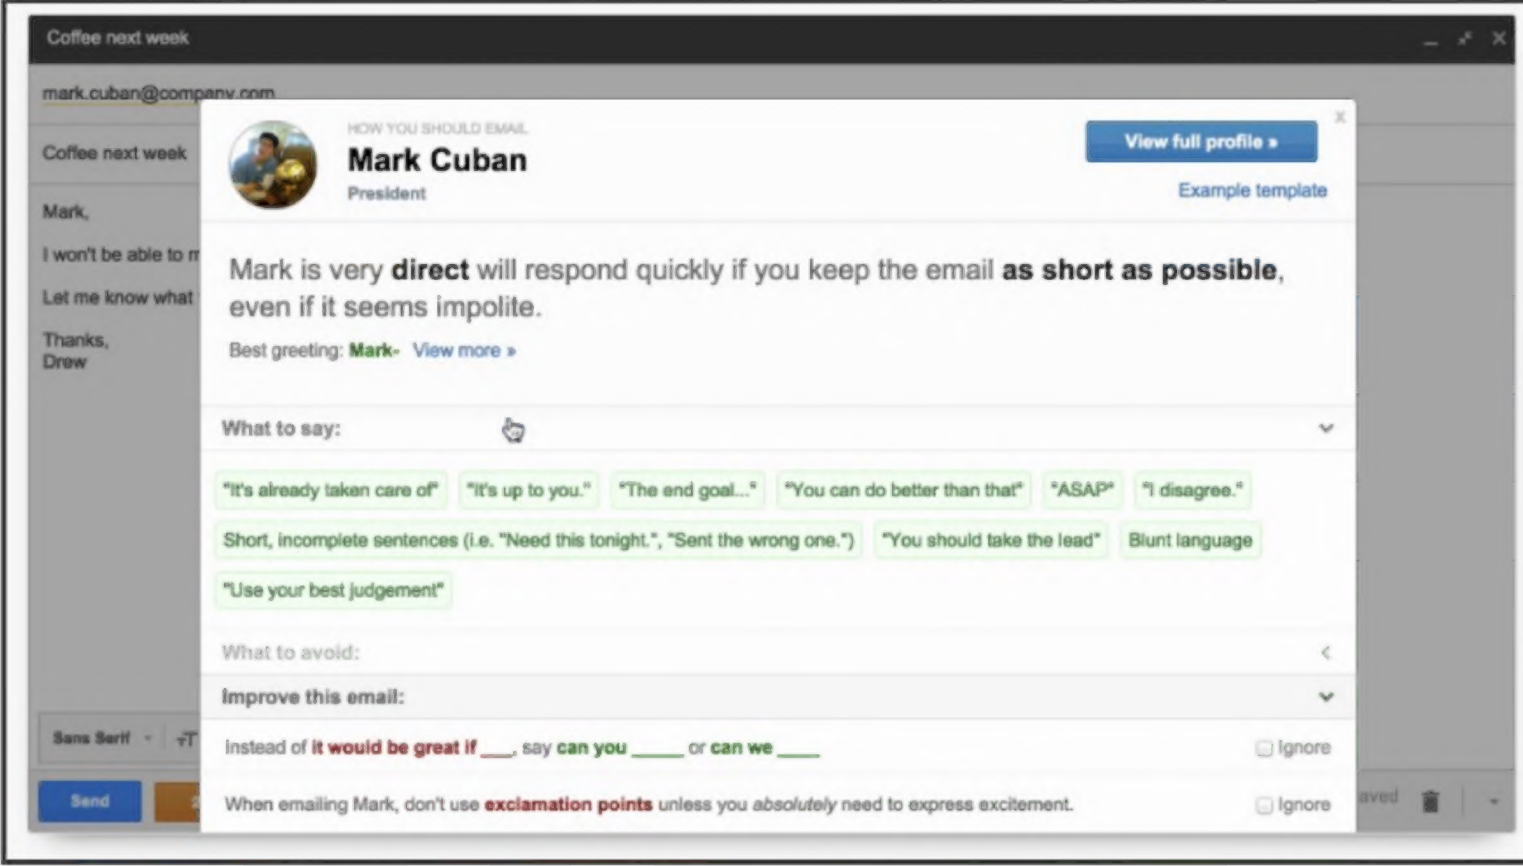 Coffee next week
mark.cuban@company.com
Coffee next week
Mark,
I won't be able to
Let me know what
Thanks,
Drew
Sans Serif
Send
HOW YOU SHOULD EMAIL
Mark Cuban
President
View full profile »
Example template
x
Mark is very direct will respond quickly if you keep the email as short as possible,
even if it seems impolite.
Best greeting: Mark- View more »
What to say:
"It's already taken care of" "It's up to you." "The end goal..." "You can do better than that" "ASAP" "I disagree."
Short, incomplete sentences (i.e. "Need this tonight.", "Sent the wrong one.") "You should take the lead" Blunt language
"Use your best judgement"
What to avoid:
Improve this email:
Instead of it would be great if ___, say can you _____ or can we ____ Ignore
When emailing Mark, don't use exclamation points unless you absolutely need to express excitement. Ignore
aved